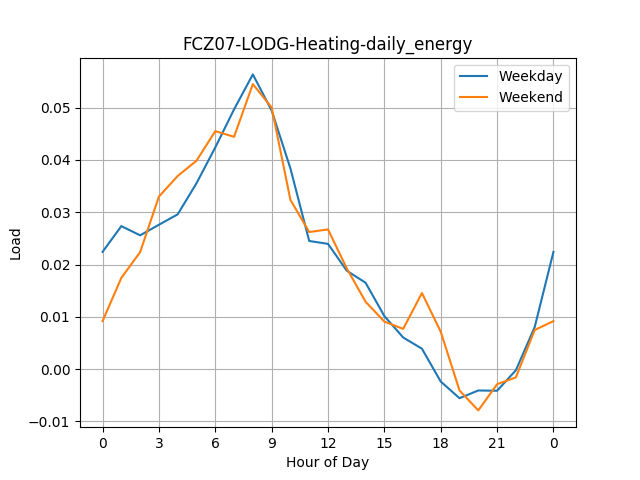 FCZ07-LODG-Heating-daily_energy
Weekday
Weekend
0.05
0.04
0.03
0.02
0.01
0.00
−0.01
Load
0 3 6 9 12 15 18 21 0
Hour of Day